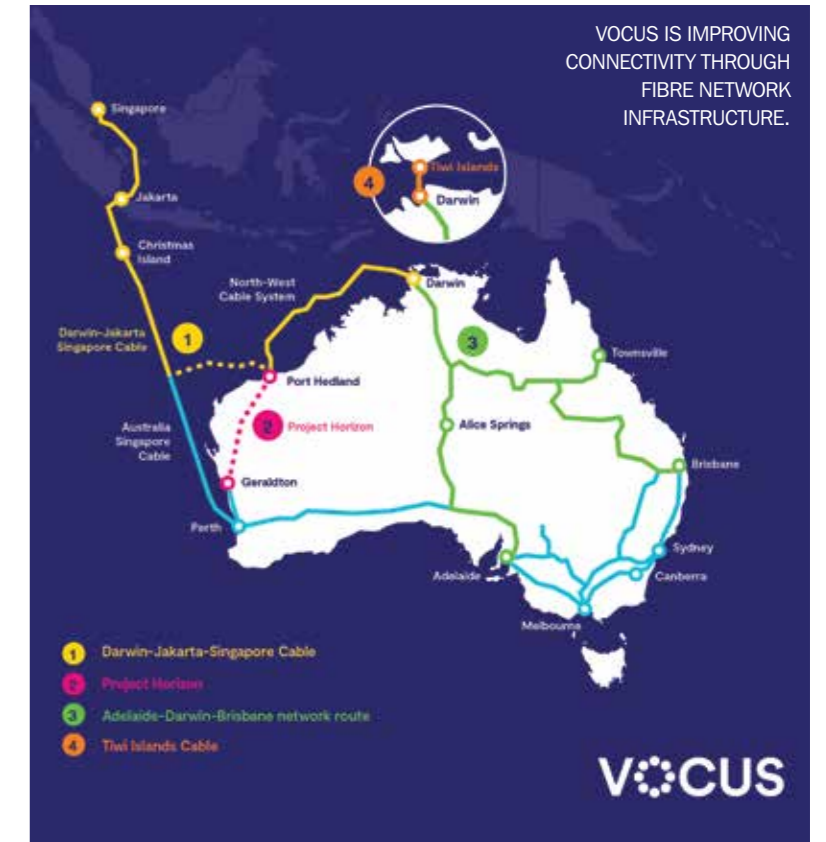 VOCUS IS IMPROVING
CONNECTIVITY THROUGH
FIBRE NETWORK
INFRASTRUCTURE.
Singapore
Jakarta
Christmas
Island
Tiwi Islands
4
Darwin
North-West
Cable System
Darwin
Darwin-Jakarta
Singapore Cable
1
3
Townsville
Port Hedland
Australia
Singapore
Cable
2
Project Horizon
Alice Springs
Brisbane
Geraldton
Perth
Sydney
Adelaide
Canberra
Melbourne
1 Darwin-Jakarta-Singapore Cable
2 Project Horizon
3 Adelaide-Darwin-Brisbane network route
4 Tiwi Islands Cable
VOCUS